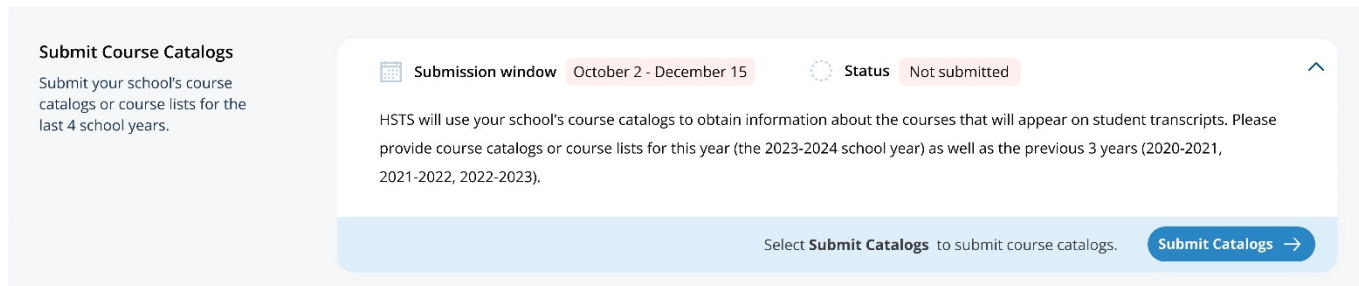 Submit Course Catalogs
Submit your school's course
catalogs or course lists for the
last 4 school years.
Submission window October 2 - December 15 Status Not submitted
HSTS will use your school's course catalogs to obtain information about the courses that will appear on student transcripts. Please
provide course catalogs or course lists for this year (the 2023-2024 school year) as well as the previous 3 years (2020-2021,
2021-2022, 2022-2023).
Select Submit Catalogs to submit course catalogs. Submit Catalogs →